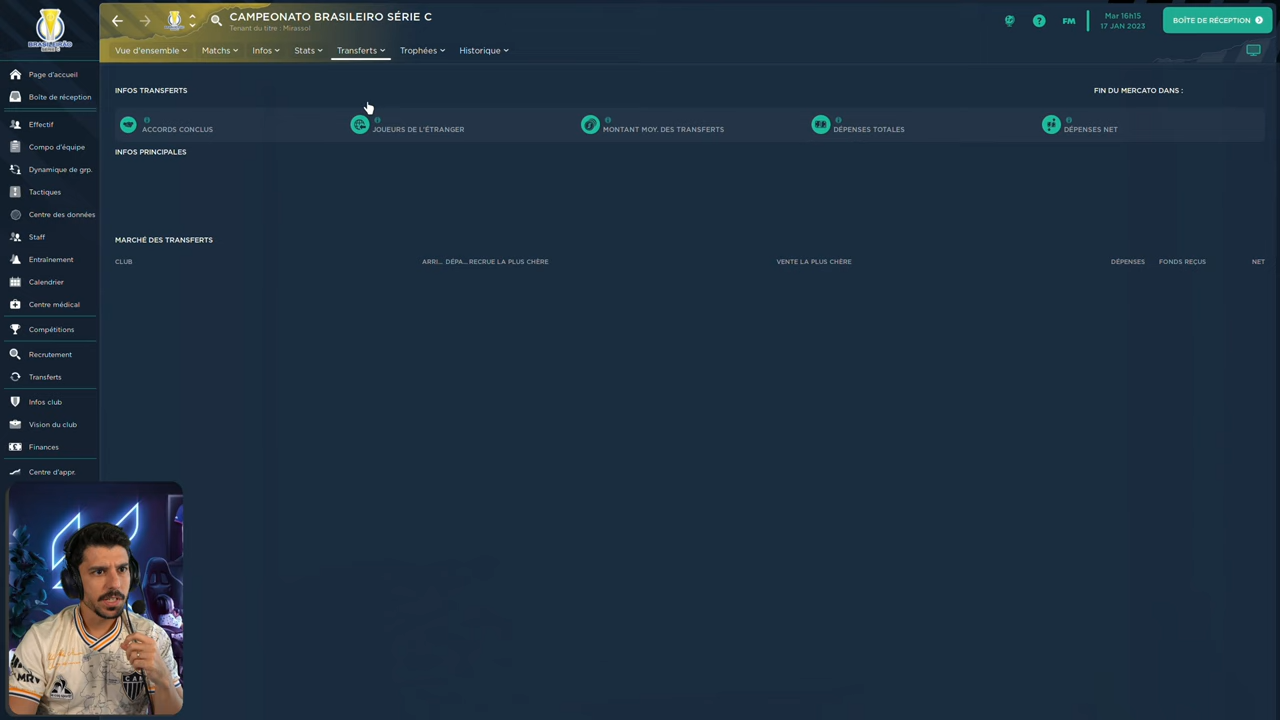 CAMPEONATO BRASILEIRO SÉRIE C
Tenant du titre : Mirassol
FM
Mar 16h15
17 JAN 2023
BOÎTE DE RÉCEPTION
Vue d'ensemble
Matchs
Infos
Stats
Transferts
Trophées
Historique
Page d'accueil
Boîte de réception
Effectif
Compo d'équipe
Dynamique de grp.
Tactiques
Centre des données
Staff
Entraînement
Calendrier
Centre médical
Compétitions
Recrutement
Transferts
Infos club
Vision du club
Finances
Centre d'appr.
INFOS TRANSFERTS
FIN DU MERCATO DANS :
ACCORDS CONCLUS
JOUEURS DE L'ÉTRANGER
MONTANT MOY. DES TRANSFERTS
DÉPENSES TOTALES
DÉPENSES NET
INFOS PRINCIPALES
MARCHÉ DES TRANSFERTS
CLUB
ARRI... DÉPA... RECRUE LA PLUS CHÈRE
VENTE LA PLUS CHÈRE
DÉPENSES
FONDS REÇUS
NET